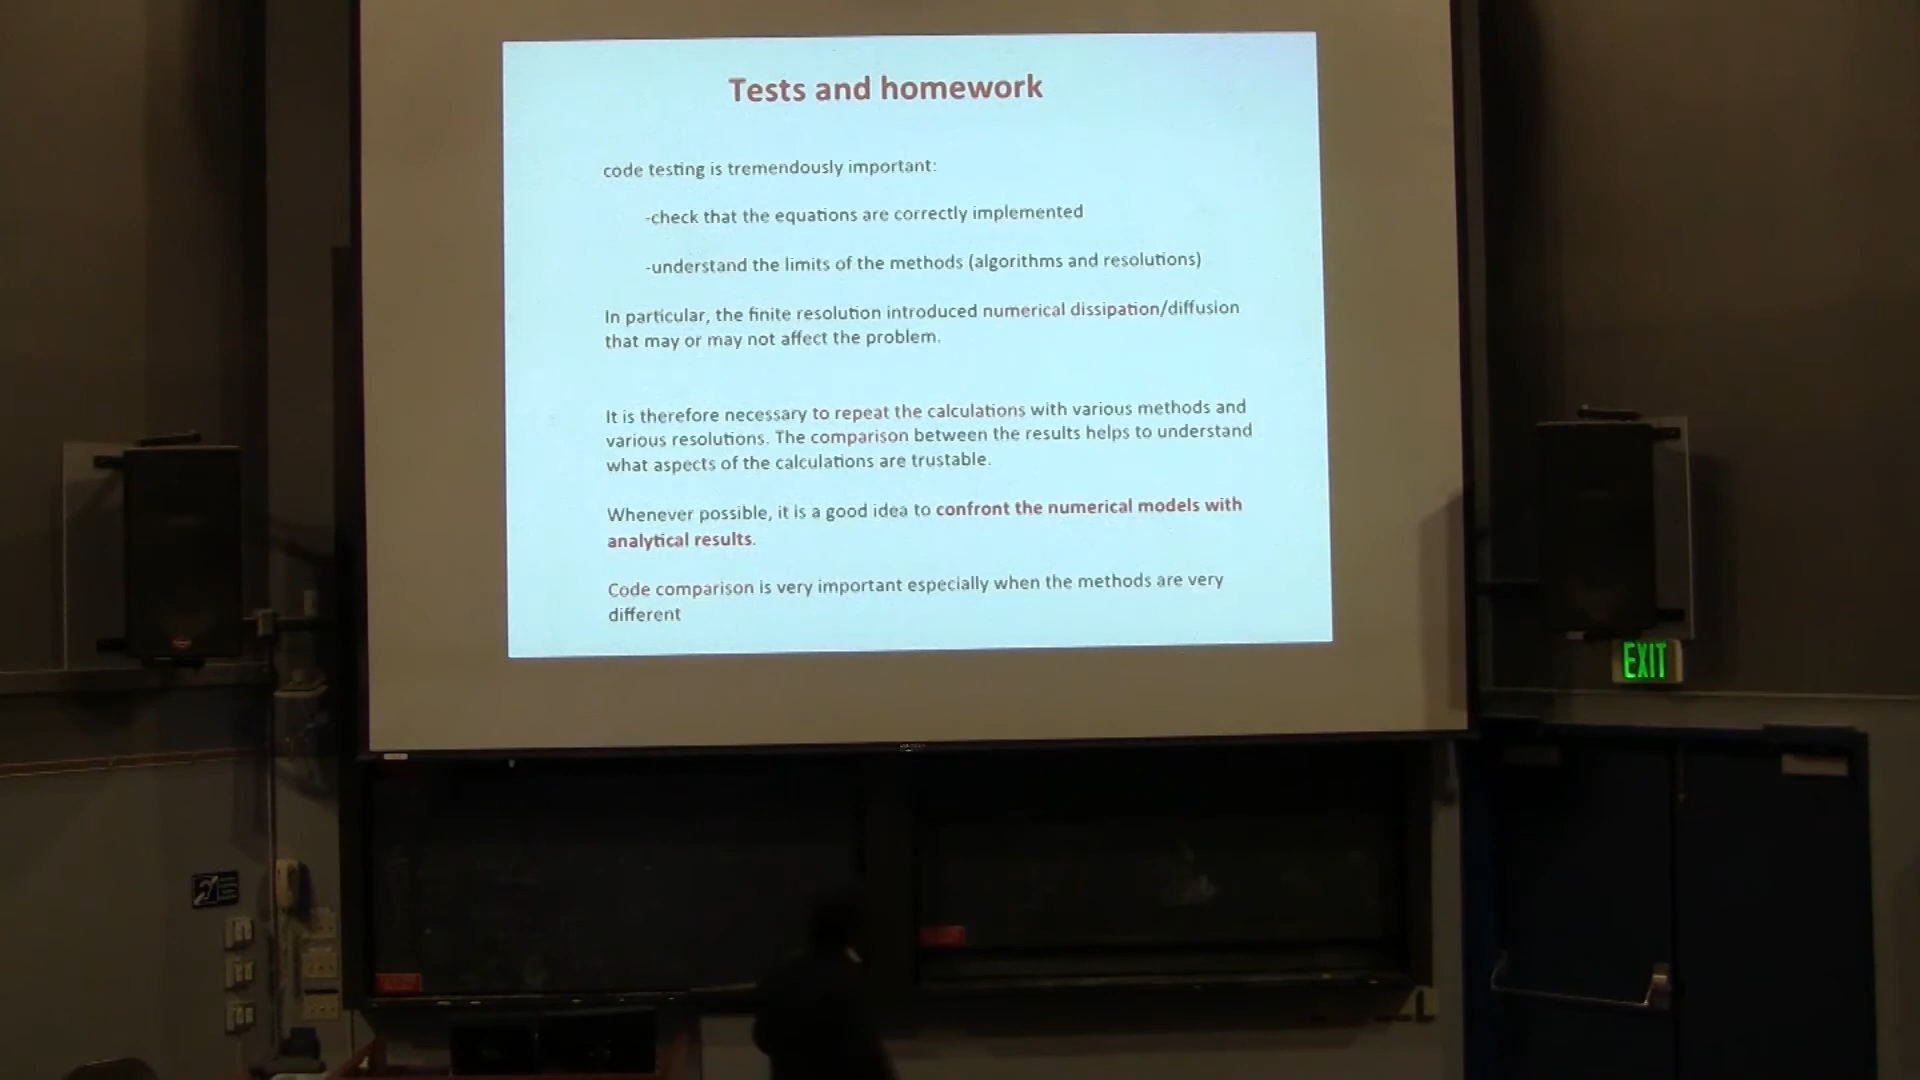 Tests and homework
code testing is tremendously important:
-check that the equations are correctly implemented
-understand the limits of the methods (algorithms and resolutions)
In particular, the finite resolution introduced numerical dissipation/diffusion
that may or may not affect the problem.
It is therefore necessary to repeat the calculations with various methods and
various resolutions. The comparison between the results helps to understand
what aspects of the calculations are trustable.
Whenever possible, it is a good idea to confront the numerical models with
analytical results.
Code comparison is very important especially when the methods are very
different
EXIT